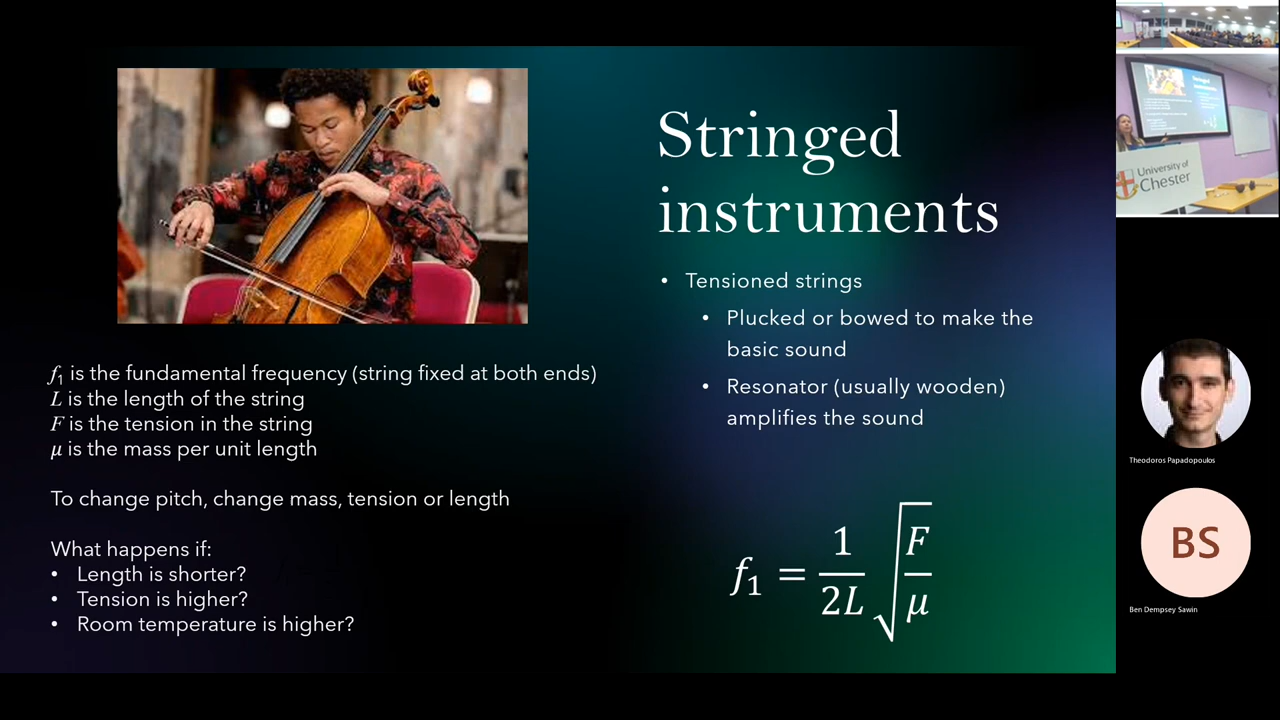 Stringed
instruments
• Tensioned strings
• Plucked or bowed to make the
basic sound
• Resonator (usually wooden)
amplifies the sound
f₁ is the fundamental frequency (string fixed at both ends)
L is the length of the string
F is the tension in the string
μ is the mass per unit length
To change pitch, change mass, tension or length
What happens if:
• Length is shorter?
• Tension is higher?
• Room temperature is higher?
f₁ = 1/2L √F/μ
Stringed
instruments
University of
Chester
Theodoros Papadopoulos
BS
Ben Dempsey Sawin